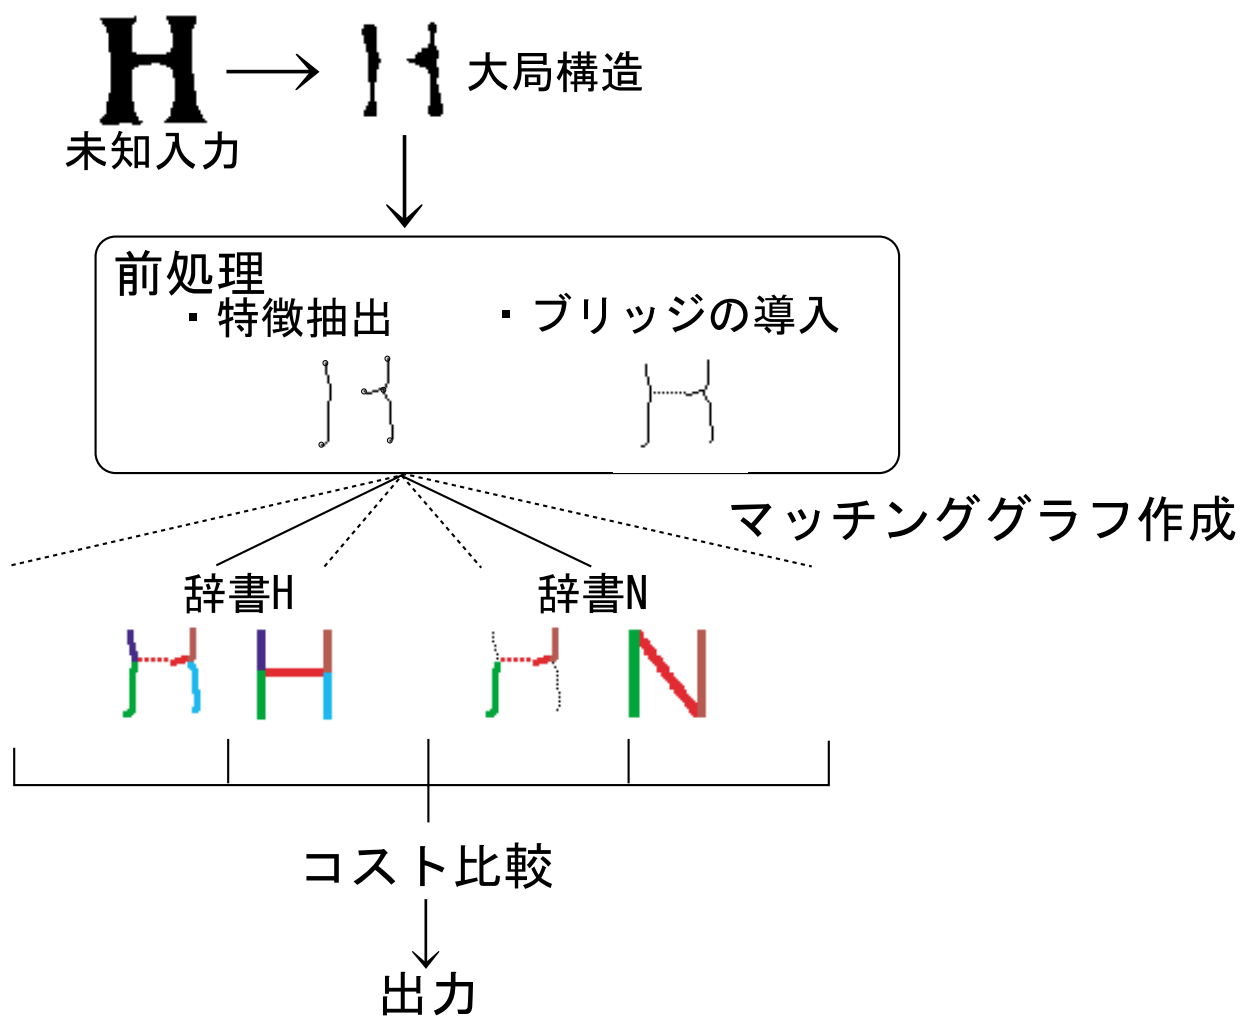 大局構造
未知入力
前処理
・特徴抽出
・ブリッジの導入
マッチンググラフ作成
辞書H
辞書N
コスト比較
出力